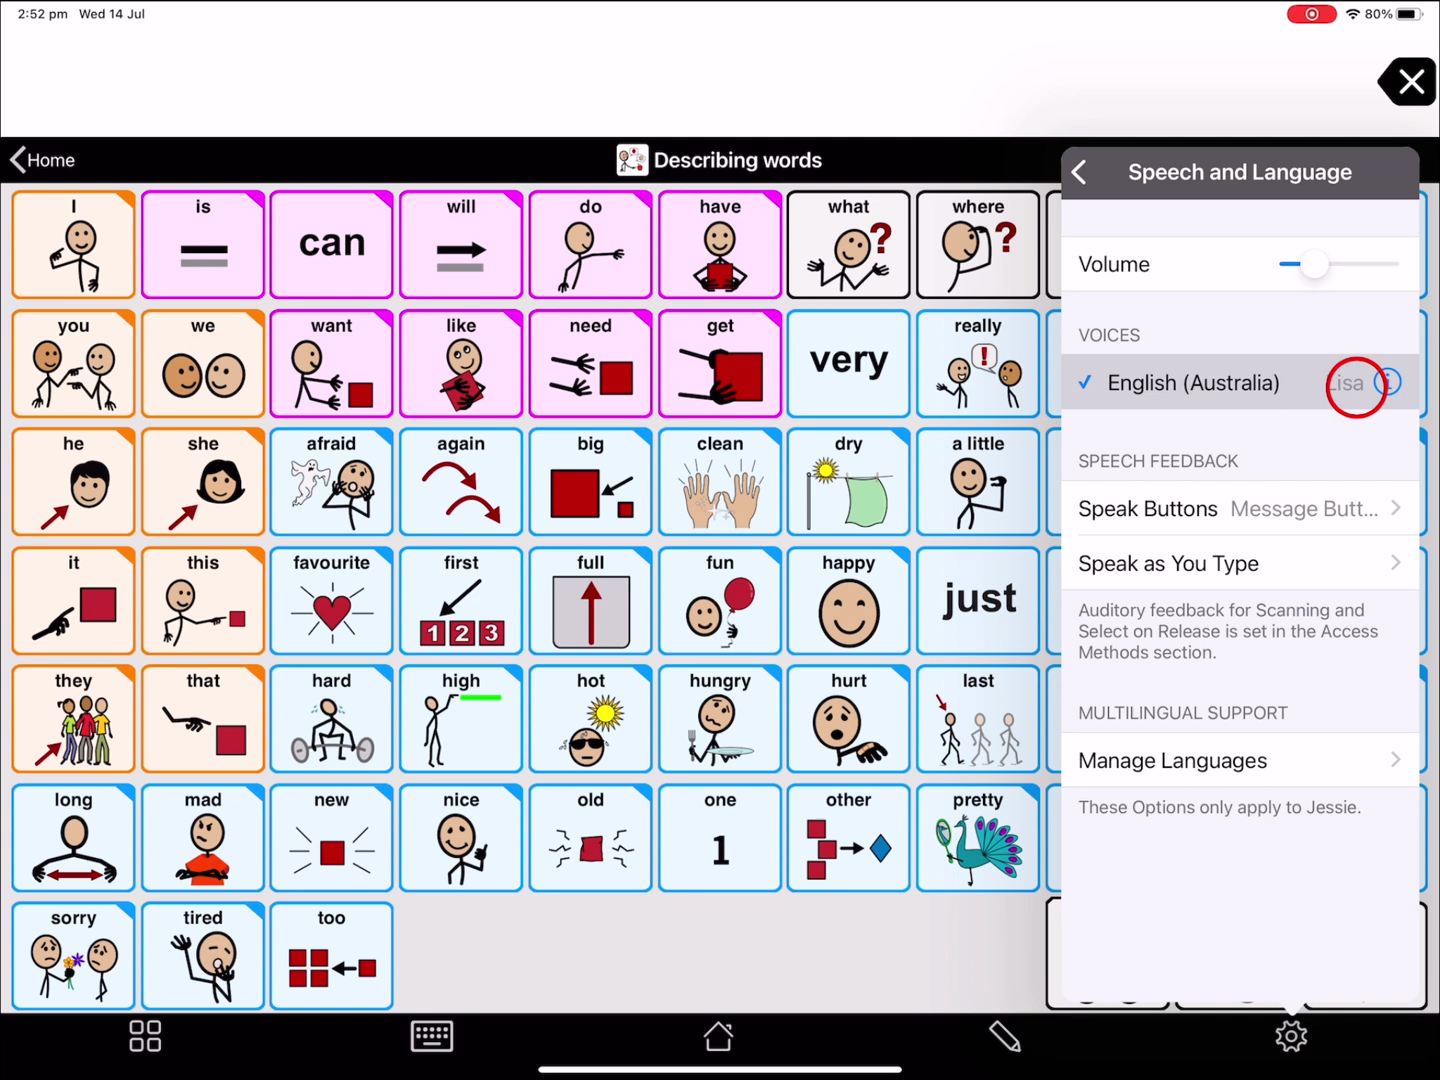 2:52 pm Wed 14 Jul
80%
Home
Describing words
Speech and Language
I
is
can
will
do
have
what
where
Volume
you
we
want
like
need
get
very
really
VOICES
English (Australia) Lisa
he
she
afraid
again
big
clean
dry
a little
SPEECH FEEDBACK
Speak Buttons Message Butt...
Speak as You Type
it
this
favourite
first
1 2 3
full
fun
happy
just
Auditory feedback for Scanning and
Select on Release is set in the Access
Methods section.
they
that
hard
high
hot
hungry
hurt
last
MULTILINGUAL SUPPORT
Manage Languages
These Options only apply to Jessie.
long
mad
new
nice
old
one
1
other
pretty
sorry
tired
too